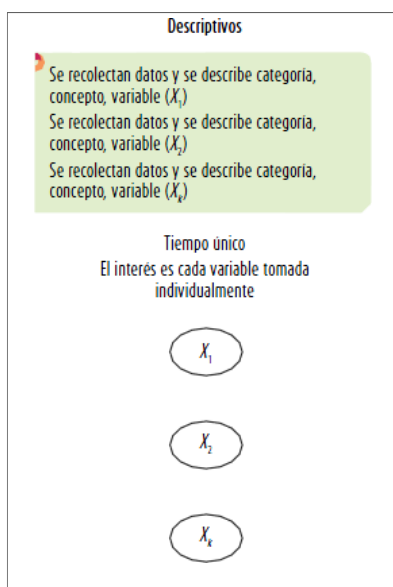 Descriptivos
Se recolectan datos y se describe categoría,
concepto, variable (X₁)
Se recolectan datos y se describe categoría,
concepto, variable (X₂)
Se recolectan datos y se describe categoría,
concepto, variable (Xₖ)
Tiempo único
El interés es cada variable tomada
individualmente
X₁
X₂
Xₖ